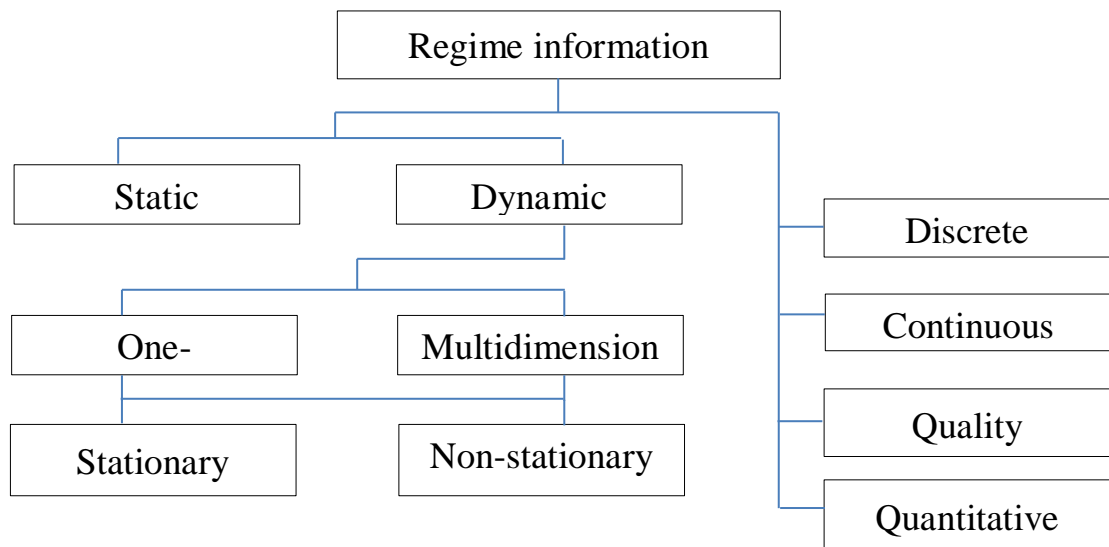 Regime information
Static
Dynamic
Discrete
Continuous
One-
Multidimension
Quality
Stationary
Non-stationary
Quantitative